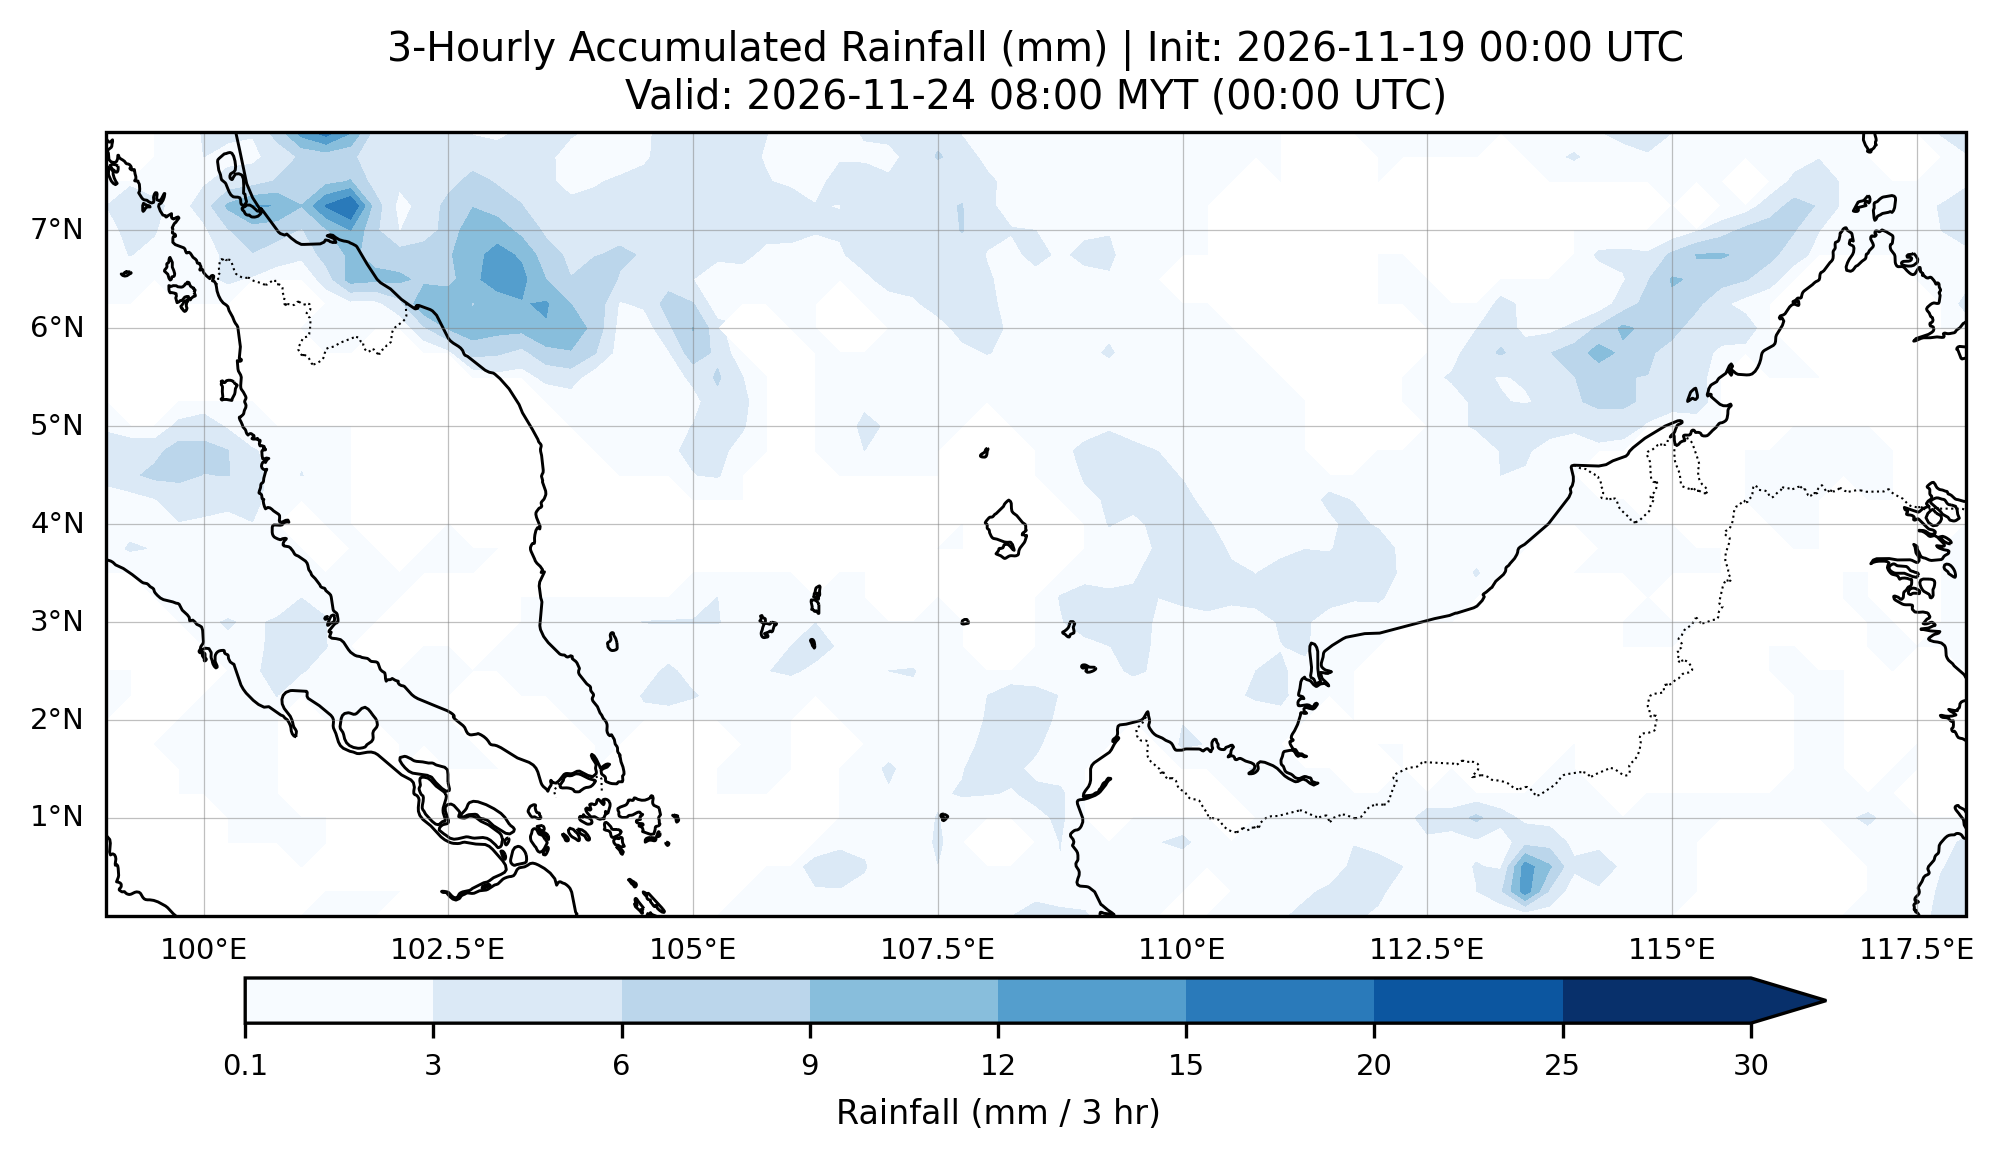 3-Hourly Accumulated Rainfall (mm) | Init: 2026-11-19 00:00 UTC
Valid: 2026-11-24 08:00 MYT (00:00 UTC)
7°N
6°N
5°N
4°N
3°N
2°N
1°N
100°E 102.5°E 105°E 107.5°E 110°E 112.5°E 115°E 117.5°E
0.1 3 6 9 12 15 20 25 30
Rainfall (mm / 3 hr)